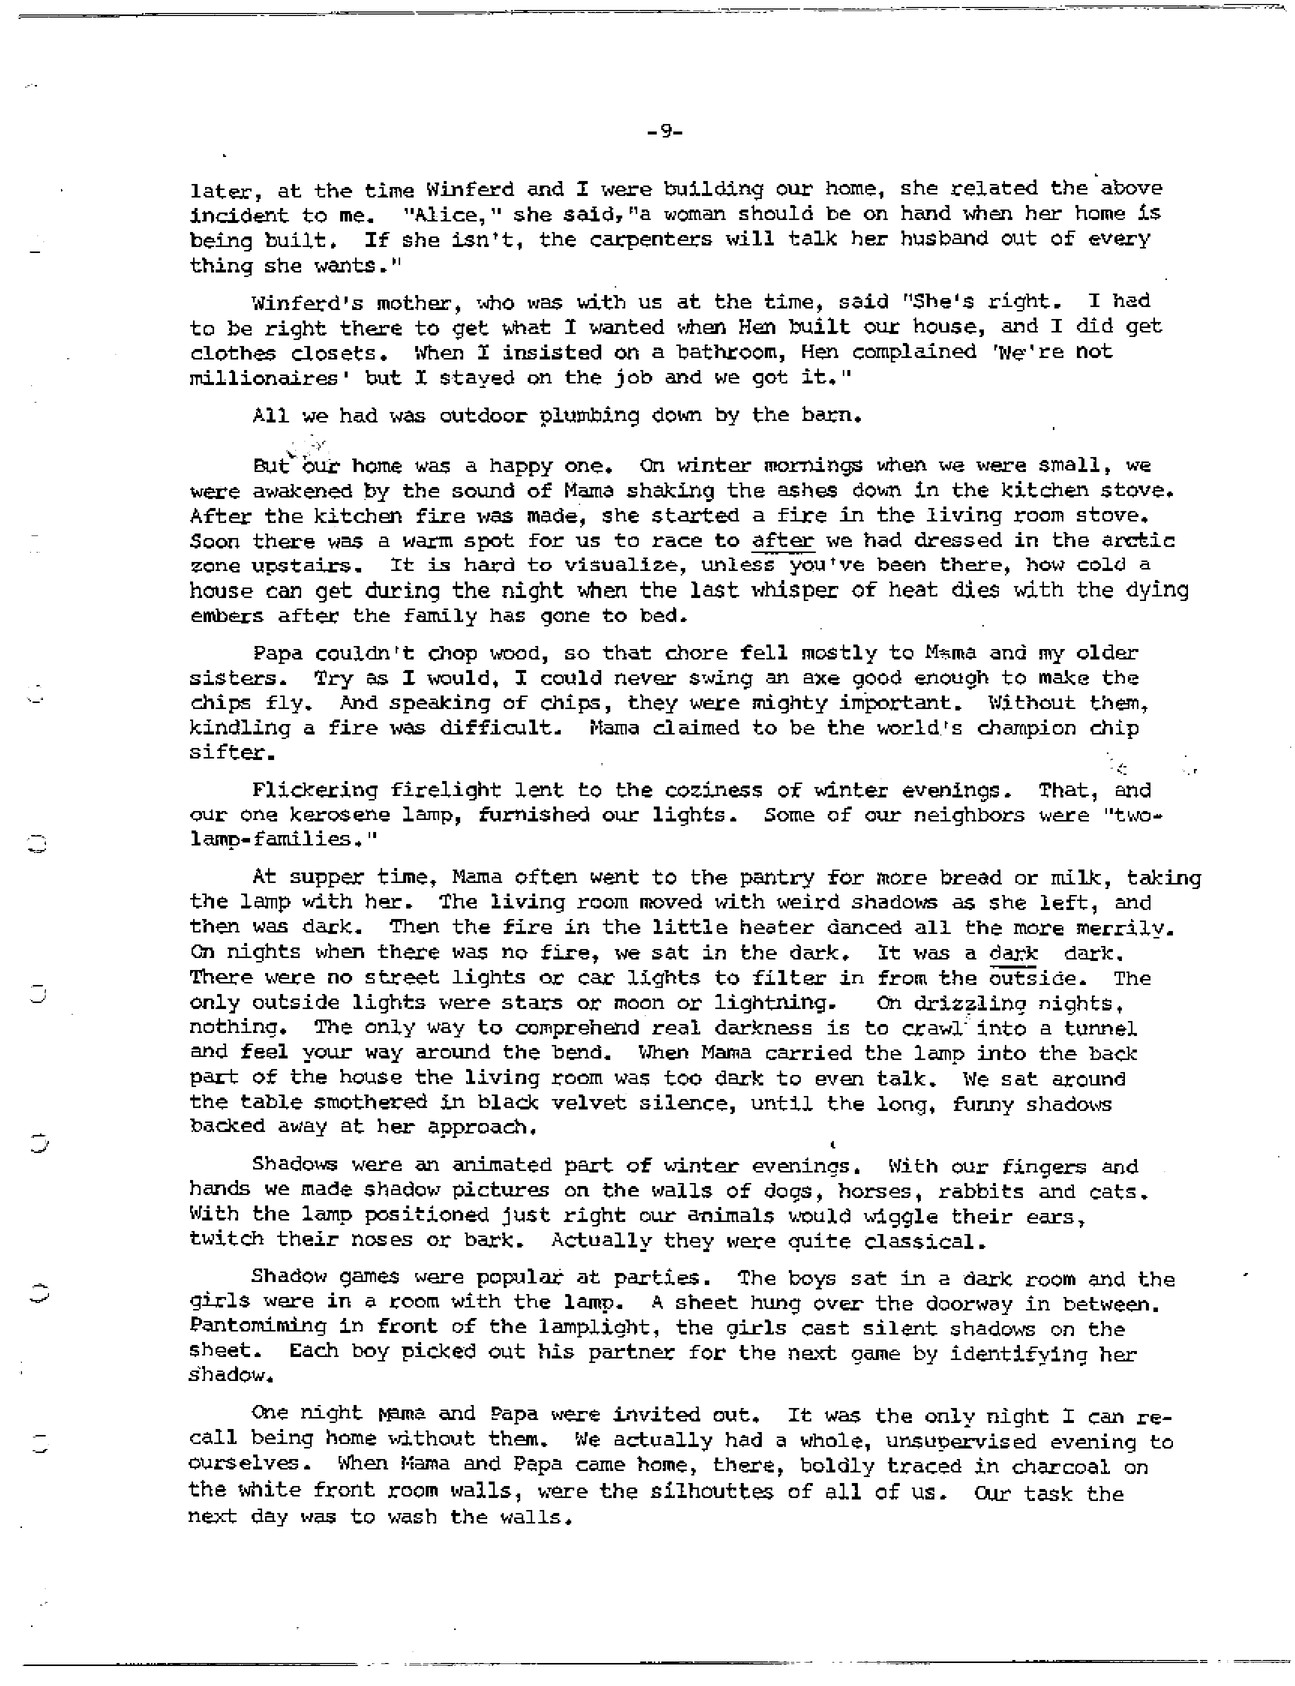 -9-
later, at the time Winferd and I were building our home, she related the above
incident to me. "Alice," she said,"a woman should be on hand when her home is
being built. If she isn't, the carpenters will talk her husband out of every
thing she wants."
Winferd's mother, who was with us at the time, said "She's right. I had
to be right there to get what I wanted when Hen built our house, and I did get
clothes closets. When I insisted on a bathroom, Hen complained 'We're not
millionaires' but I stayed on the job and we got it."
All we had was outdoor plumbing down by the barn.
But our home was a happy one. On winter mornings when we were small, we
were awakened by the sound of Mama shaking the ashes down in the kitchen stove.
After the kitchen fire was made, she started a fire in the living room stove.
Soon there was a warm spot for us to race to after we had dressed in the arctic
zone upstairs. It is hard to visualize, unless you've been there, how cold a
house can get during the night when the last whisper of heat dies with the dying
embers after the family has gone to bed.
Papa couldn't chop wood, so that chore fell mostly to Mama and my older
sisters. Try as I would, I could never swing an axe good enough to make the
chips fly. And speaking of chips, they were mighty important. Without them,
kindling a fire was difficult. Mama claimed to be the world's champion chip
sifter.
Flickering firelight lent to the coziness of winter evenings. That, and
our one kerosene lamp, furnished our lights. Some of our neighbors were "two-
lamp-families."
At supper time, Mama often went to the pantry for more bread or milk, taking
the lamp with her. The living room moved with weird shadows as she left, and
then was dark. Then the fire in the little heater danced all the more merrily.
On nights when there was no fire, we sat in the dark. It was a dark dark.
There were no street lights or car lights to filter in from the outside. The
only outside lights were stars or moon or lightning. On drizzling nights,
nothing. The only way to comprehend real darkness is to crawl into a tunnel
and feel your way around the bend. When Mama carried the lamp into the back
part of the house the living room was too dark to even talk. We sat around
the table smothered in black velvet silence, until the long, funny shadows
backed away at her approach.
Shadows were an animated part of winter evenings. With our fingers and
hands we made shadow pictures on the walls of dogs, horses, rabbits and cats.
With the lamp positioned just right our animals would wiggle their ears,
twitch their noses or bark. Actually they were quite classical.
Shadow games were popular at parties. The boys sat in a dark room and the
girls were in a room with the lamp. A sheet hung over the doorway in between.
Pantomiming in front of the lamplight, the girls cast silent shadows on the
sheet. Each boy picked out his partner for the next game by identifying her
shadow.
One night Mama and Papa were invited out. It was the only night I can re-
call being home without them. We actually had a whole, unsupervised evening to
ourselves. When Mama and Papa came home, there, boldly traced in charcoal on
the white front room walls, were the silhouttes of all of us. Our task the
next day was to wash the walls.